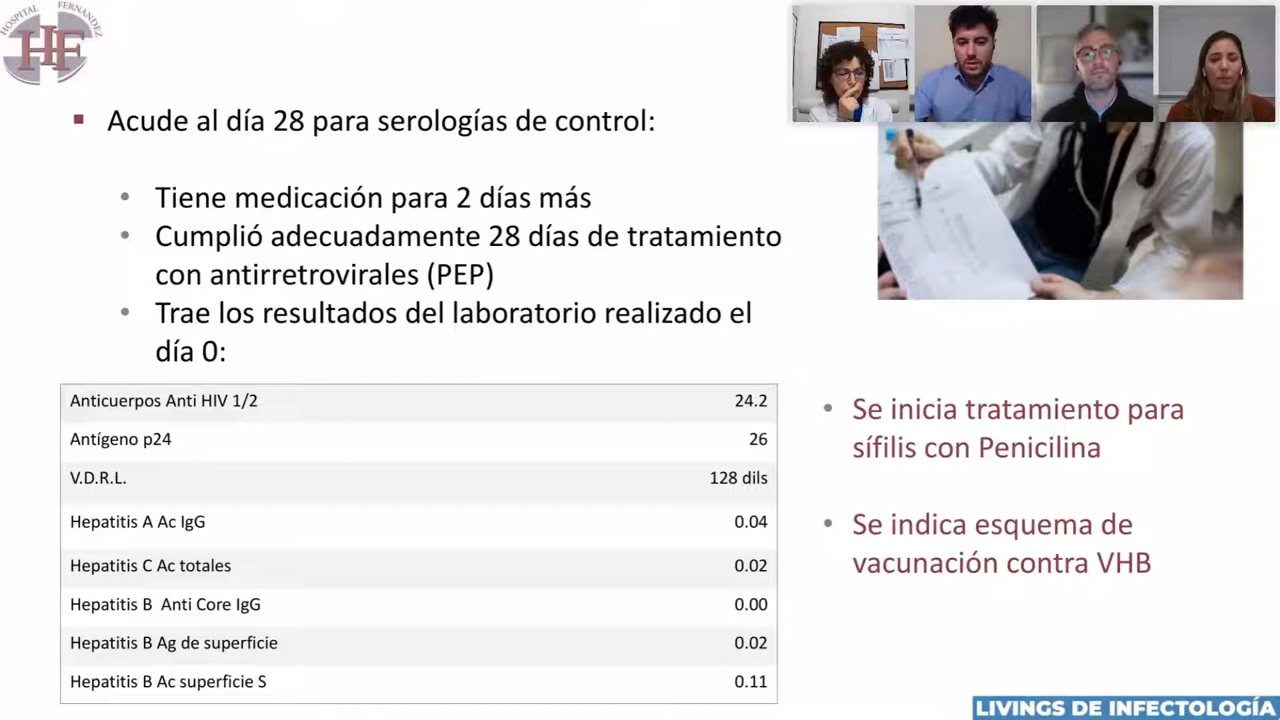 HOSPITAL FERNÁNDEZ
HF
Acude al día 28 para serologías de control:
Tiene medicación para 2 días más
Cumplió adecuadamente 28 días de tratamiento
con antirretrovirales (PEP)
Trae los resultados del laboratorio realizado el
día 0:
Anticuerpos Anti HIV 1/2 24.2
Antígeno p24 26
V.D.R.L. 128 dils
Hepatitis A Ac IgG 0.04
Hepatitis C Ac totales 0.02
Hepatitis B Anti Core IgG 0.00
Hepatitis B Ag de superficie 0.02
Hepatitis B Ac superficie S 0.11
Se inicia tratamiento para
sífilis con Penicilina
Se indica esquema de
vacunación contra VHB
LIVINGS DE INFECTOLOGÍA